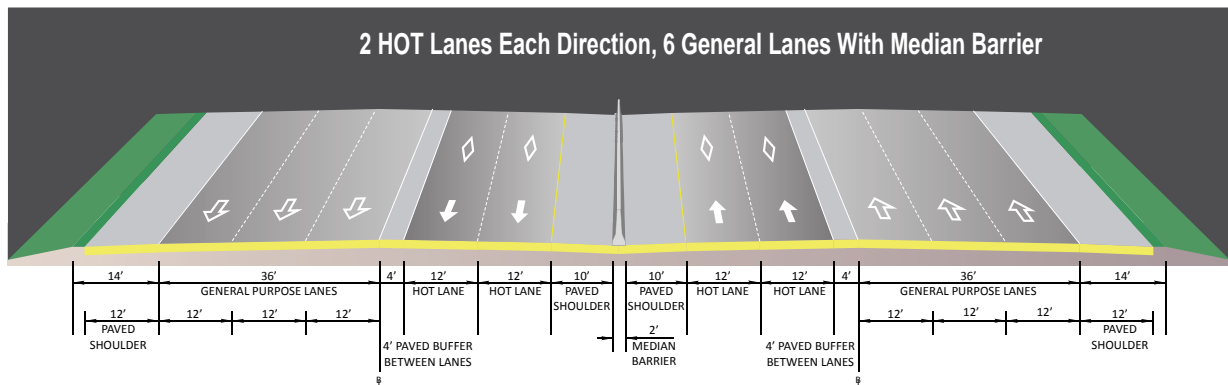 2 HOT Lanes Each Direction, 6 General Lanes With Median Barrier
14’ 36’ 4’ 12’ 12’ 10’ 10’ 12’ 12’ 4’ 36’ 14’
GENERAL PURPOSE LANES HOT LANE HOT LANE PAVED PAVED HOT LANE HOT LANE GENERAL PURPOSE LANES
SHOULDER SHOULDER
12’ 12’ 12’ 12’ 2’ 12’ 12’ 12’ 12’
PAVED 4’ PAVED BUFFER MEDIAN 4’ PAVED BUFFER PAVED
SHOULDER BETWEEN LANES BARRIER BETWEEN LANES SHOULDER